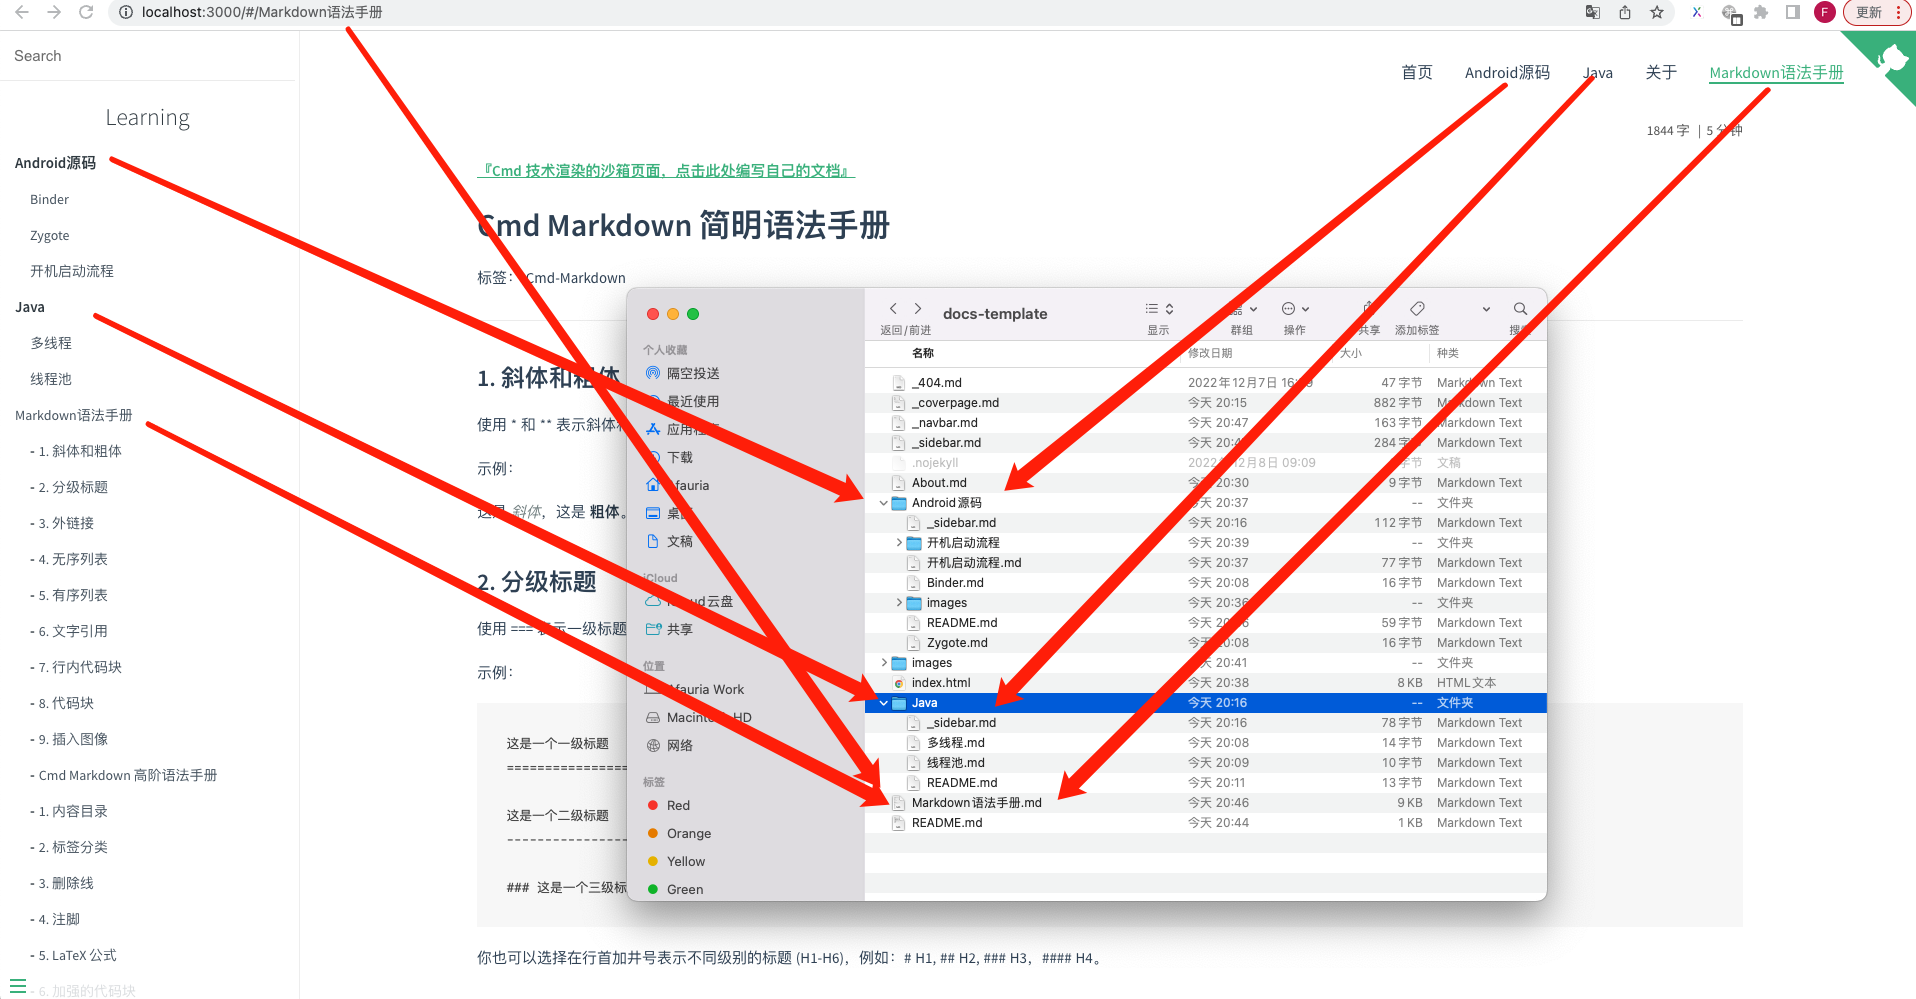 localhost:3000/#/Markdown语法手册
F
更新
Search
Learning
Android源码
Binder
Zygote
开机启动流程
Java
多线程
线程池
Markdown语法手册
- 1. 斜体和粗体
- 2. 分级标题
- 3. 外链接
- 4. 无序列表
- 5. 有序列表
- 6. 文字引用
- 7. 行内代码块
- 8. 代码块
- 9. 插入图像
- Cmd Markdown 高阶语法手册
- 1. 内容目录
- 2. 标签分类
- 3. 删除线
- 4. 注脚
- 5. LaTeX 公式
- 6. 加强的代码块
首页 Android源码 Java 关于 Markdown语法手册
1844 字 | 5 分钟
『Cmd 技术渲染的沙箱页面，点击此处编写自己的文档』
Cmd Markdown 简明语法手册
标签： Cmd-Markdown
1. 斜体和粗体
使用 * 和 ** 表示斜体
示例：
这是 斜体，这是 粗体。
2. 分级标题
使用 === 表示一级标题
示例：
这是一个一级标题
================
这是一个二级标题
----------------
### 这是一个三级标
你也可以选择在行首加井号表示不同级别的标题 (H1-H6)，例如：# H1, ## H2, ### H3，#### H4。
个人收藏
隔空投送
最近使用
应用程序
下载
Afauria
桌面
文稿
iCloud
iCloud云盘
共享
位置
Afauria Work
Macintosh HD
网络
标签
Red
Orange
Yellow
Green
docs-template
返回/前进 显示 群组 操作 共享 添加标签
名称 修改日期 大小 种类
_404.md 2022年12月7日 47 字节 Markdown Text
_coverpage.md 今天 20:15 882 字节 Markdown Text
_navbar.md 今天 20:47 163 字节 Markdown Text
_sidebar.md 今天 284 字节 Markdown Text
.nojekyll 2022年12月8日 09:09 字节 文稿
About.md 今天 20:30 9 字节 Markdown Text
Android源码 今天 20:37 -- 文件夹
_sidebar.md 今天 20:16 112 字节 Markdown Text
开机启动流程 今天 20:39 -- 文件夹
开机启动流程.md 今天 20:37 77 字节 Markdown Text
Binder.md 今天 20:08 16 字节 Markdown Text
images 今天 20:36 -- 文件夹
README.md 今天 59 字节 Markdown Text
Zygote.md 今天 20:08 16 字节 Markdown Text
images 今天 20:41 -- 文件夹
index.html 今天 20:38 8 KB HTML文本
Java 今天 20:16 -- 文件夹
_sidebar.md 今天 20:16 78 字节 Markdown Text
多线程.md 今天 20:08 14 字节 Markdown Text
线程池.md 今天 20:09 10 字节 Markdown Text
README.md 今天 20:11 13 字节 Markdown Text
Markdown语法手册.md 今天 20:46 9 KB Markdown Text
README.md 今天 20:44 1 KB Markdown Text